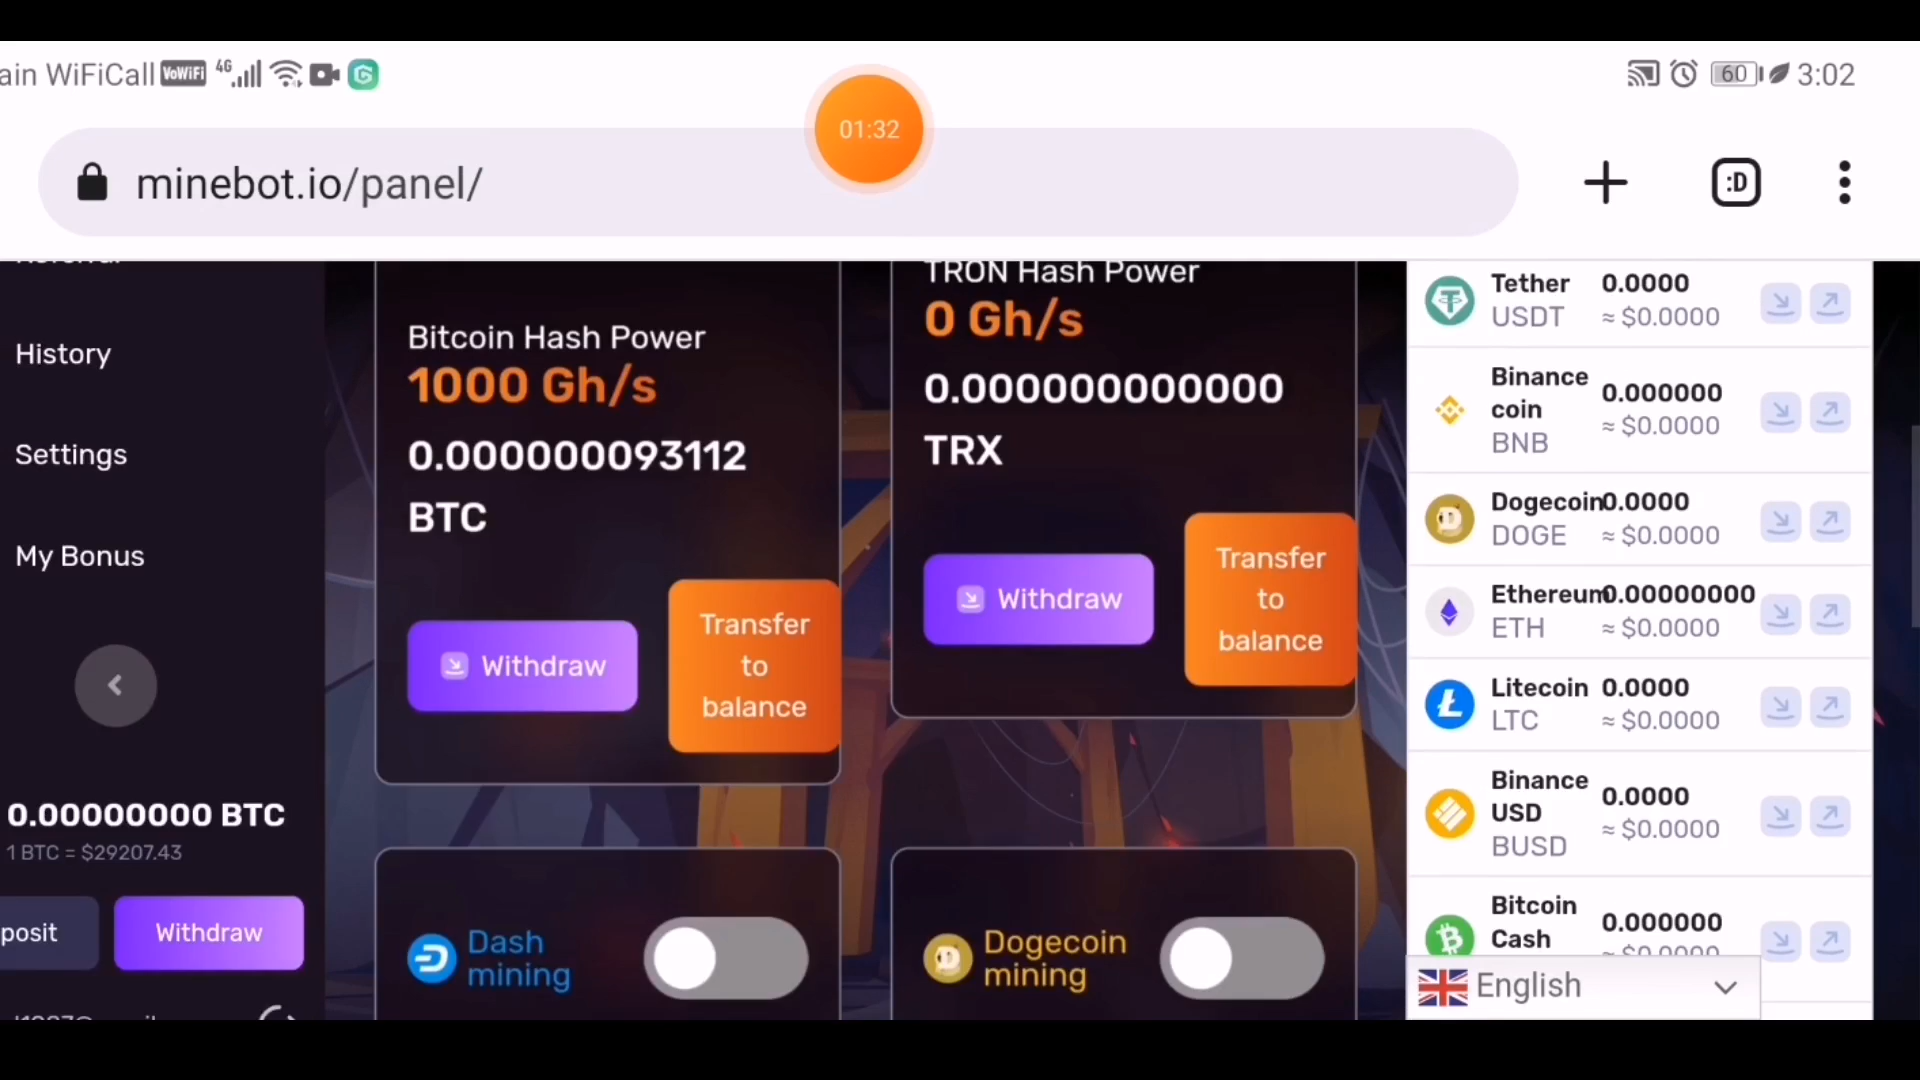 ain WiFiCall VoWiFi 4G
60 3:02
01:32
minebot.io/panel/
:D
History
Settings
My Bonus
0.00000000 BTC
1 BTC = $29207.43
posit
Withdraw
Bitcoin Hash Power
1000 Gh/s
0.000000093112
BTC
Withdraw
Transfer
to
balance
TRON Hash Power
0 Gh/s
0.000000000000
TRX
Withdraw
Transfer
to
balance
Dash
mining
Dogecoin
mining
Tether 0.0000
USDT ≈ $0.0000
Binance
coin 0.000000
BNB ≈ $0.0000
Dogecoin 0.0000
DOGE ≈ $0.0000
Ethereum 0.00000000
ETH ≈ $0.0000
Litecoin 0.0000
LTC ≈ $0.0000
Binance
USD 0.0000
BUSD ≈ $0.0000
Bitcoin
Cash 0.000000
≈ $0.0000
English